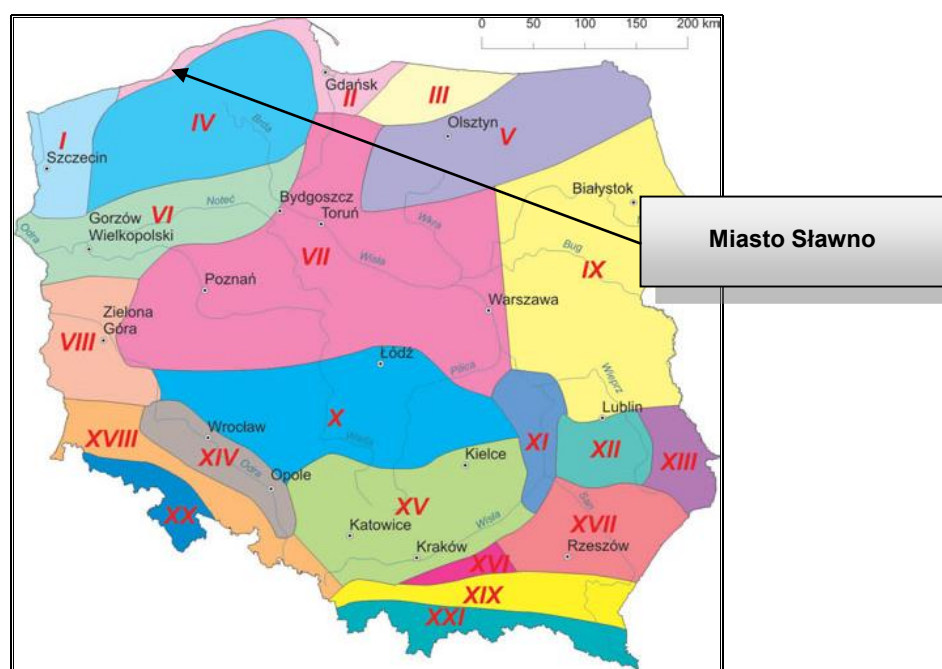 0 50 100 150 200 km
Gdańsk
II
III
IV
Brda
Olsztyn
V
I
Szczecin
Białystok
Bydgoszcz
Toruń
Noteć
VI
Gorzów
Wielkopolski
Odra
Wkra
Bug
Miasto Sławno
VII
Wisła
IX
Poznań
Warszawa
Zielona
Góra
VIII
Łódź
Pilica
Wieprz
Lublin
X
Warta
XVIII
Wrocław
XIV
Odra
Opole
Kielce
XI
XII
XIII
XX
XV
Katowice
Wisła
Kraków
San
XVII
Rzeszów
XVI
XIX
XXI